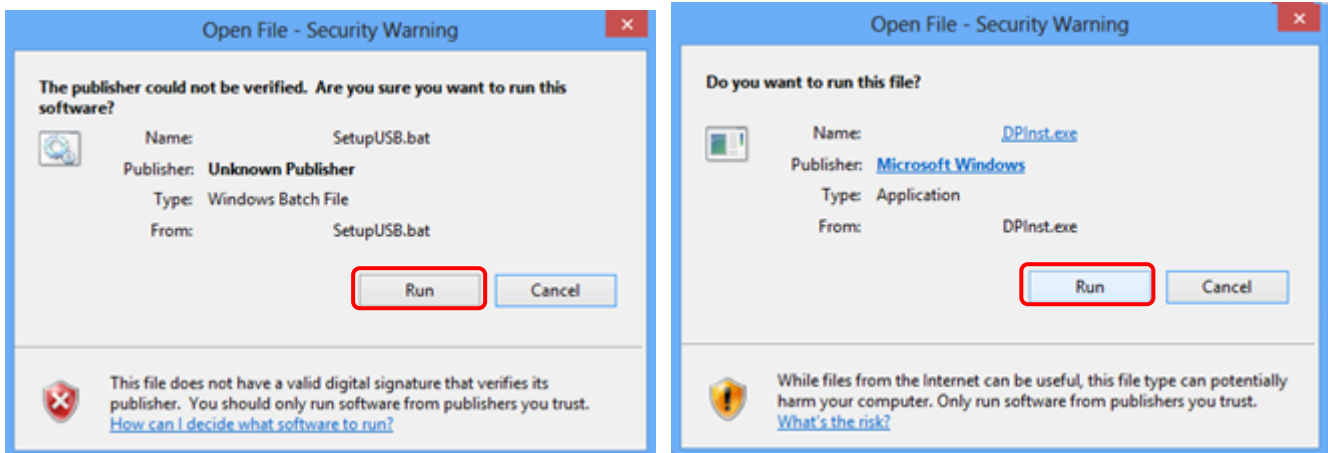 Open File - Security Warning
The publisher could not be verified. Are you sure you want to run this
software?
Name: SetupUSB.bat
Publisher: Unknown Publisher
Type: Windows Batch File
From: SetupUSB.bat
Run Cancel
This file does not have a valid digital signature that verifies its
publisher. You should only run software from publishers you trust.
How can I decide what software to run?
Open File - Security Warning
Do you want to run this file?
Name: DPInst.exe
Publisher: Microsoft Windows
Type: Application
From: DPInst.exe
Run Cancel
While files from the Internet can be useful, this file type can potentially
harm your computer. Only run software from publishers you trust.
What's the risk?